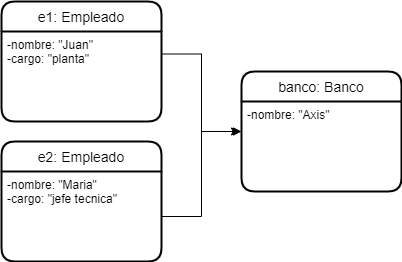 e1: Empleado
-nombre: "Juan"
-cargo: "planta"
banco: Banco
-nombre: "Axis"
e2: Empleado
-nombre: "Maria"
-cargo: "jefe tecnica"